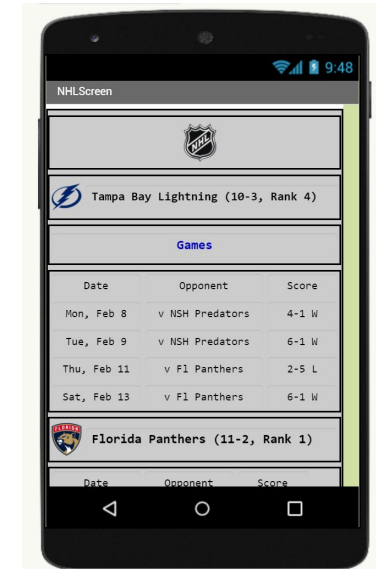 9:48
NHLScreen
NHL
Tampa Bay Lightning (10-3, Rank 4)
Games
Date Opponent Score
Mon, Feb 8 v NSH Predators 4-1 W
Tue, Feb 9 v NSH Predators 6-1 W
Thu, Feb 11 v Fl Panthers 2-5 L
Sat, Feb 13 v Fl Panthers 6-1 W
FLORIDA
Florida Panthers (11-2, Rank 1)
Date Opponent Score